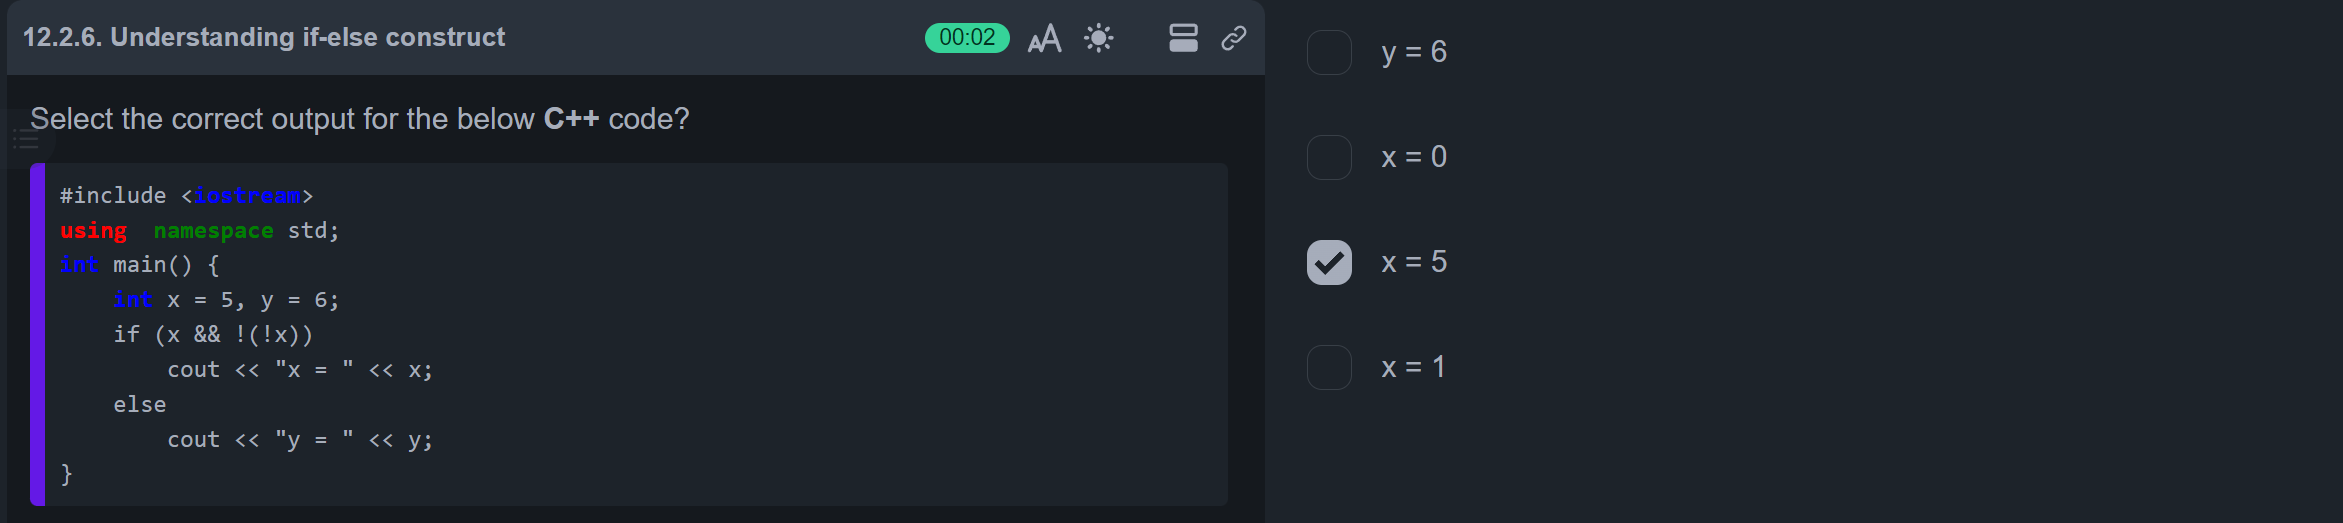 12.2.6. Understanding if-else construct
00:02
Select the correct output for the below C++ code?
#include <iostream>
using  namespace std;
int main() {
    int x = 5, y = 6;
    if (x && !(!x))
        cout << "x = " << x;
    else
        cout << "y = " << y;
}
y = 6
x = 0
x = 5
x = 1